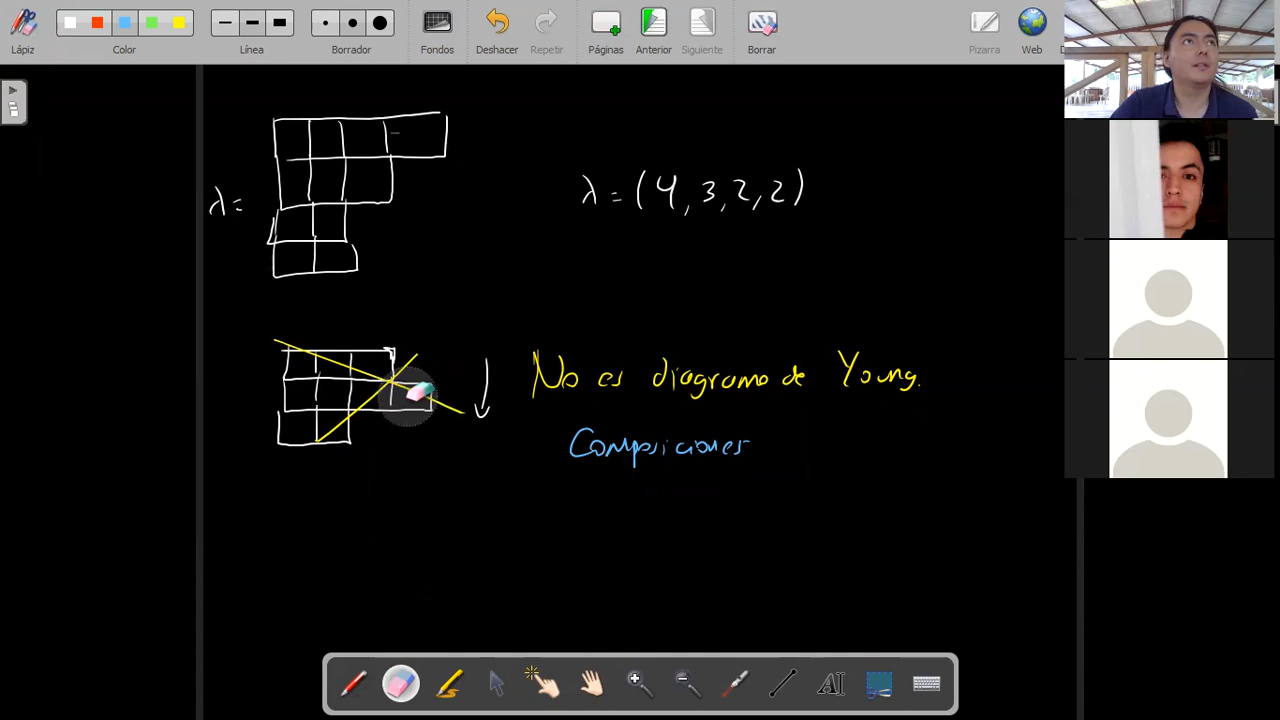 Lápiz Color Línea Borrador Fondos Deshacer Repetir Páginas Anterior Siguiente Borrar Pizarra Web
λ = (4,3,2,2)
λ =
No es diagrama de Young.
Composiciones
AI